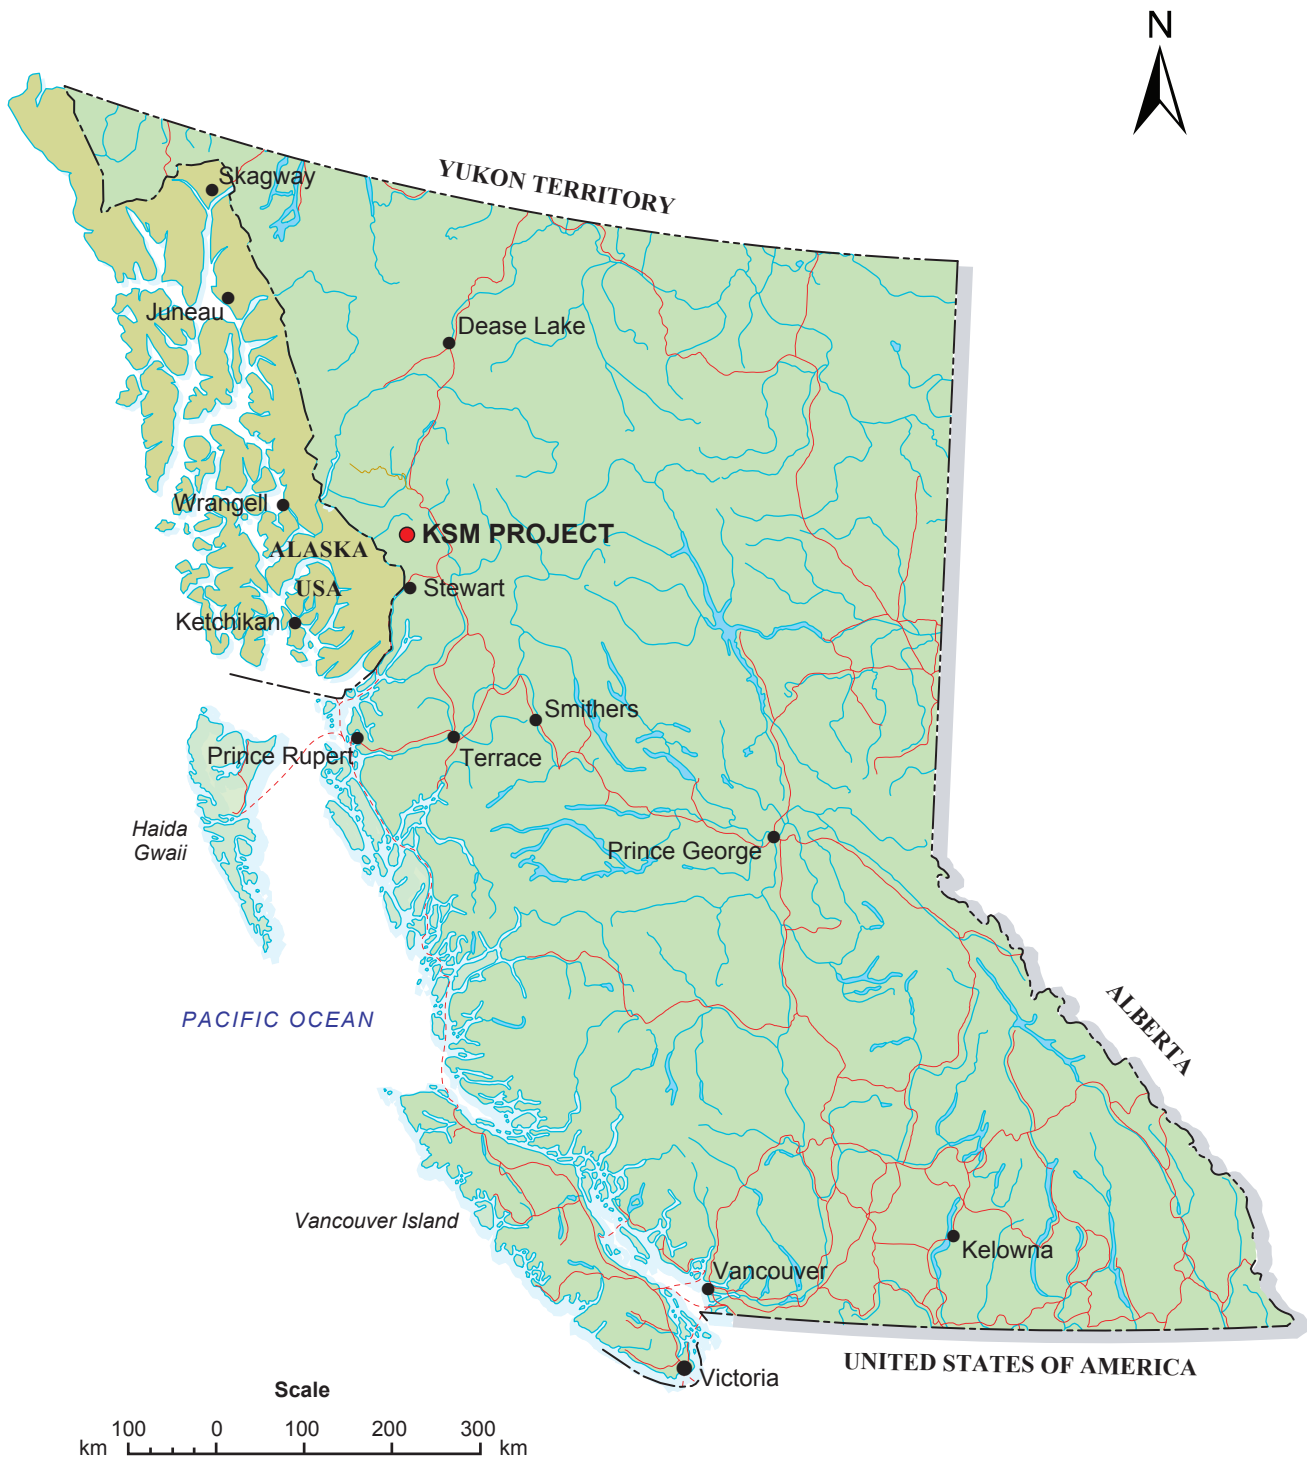 N
YUKON TERRITORY
Skagway
Juneau
Dease Lake
Wrangell
KSM PROJECT
ALASKA
USA
Stewart
Ketchikan
Smithers
Prince Rupert
Terrace
Haida
Gwaii
Prince George
PACIFIC OCEAN
ALBERTA
Vancouver Island
Kelowna
Vancouver
UNITED STATES OF AMERICA
Victoria
Scale
100 0 100 200 300
km km